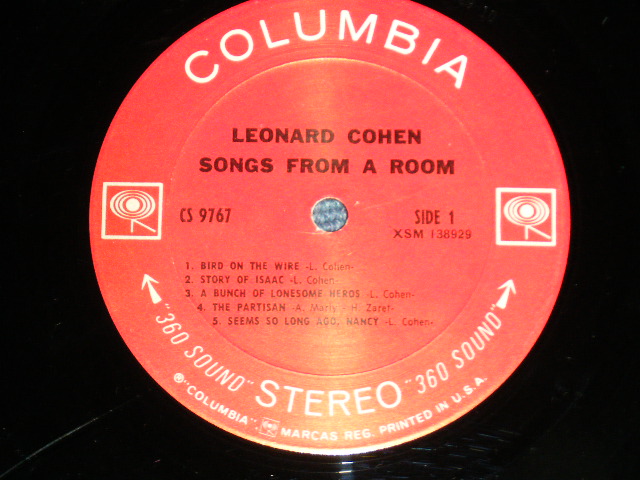 COLUMBIA
LEONARD COHEN
SONGS FROM A ROOM
CS 9767
SIDE 1
XSM 138929
1. BIRD ON THE WIRE -L. Cohen-
2. STORY OF ISAAC -L. Cohen-
3. A BUNCH OF LONESOME HEROS -L. Cohen-
4. THE PARTISAN -A. Marly - H. Zaret-
5. SEEMS SO LONG AGO, NANCY -L. Cohen-
"360 SOUND" STEREO "360 SOUND"
®"COLUMBIA" MARCAS REG. PRINTED IN U.S.A.